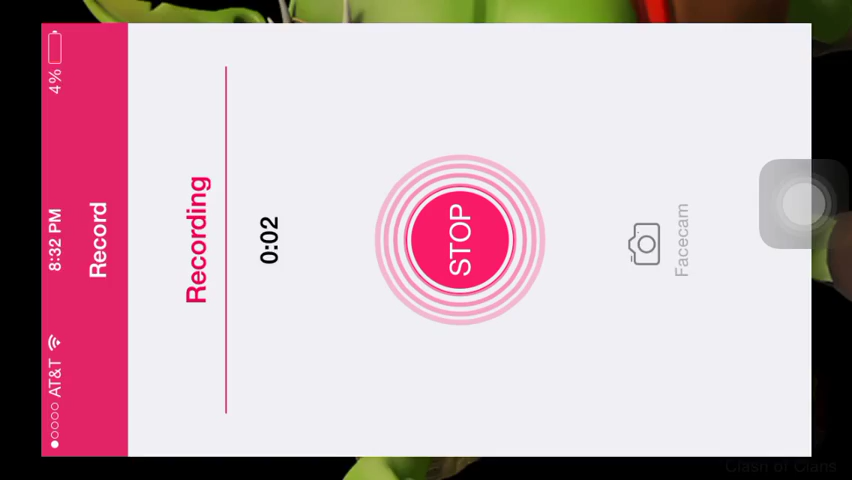 AT&T
8:32 PM
4%
Record
Recording
0:02
STOP
Facecam
Clash of Clans